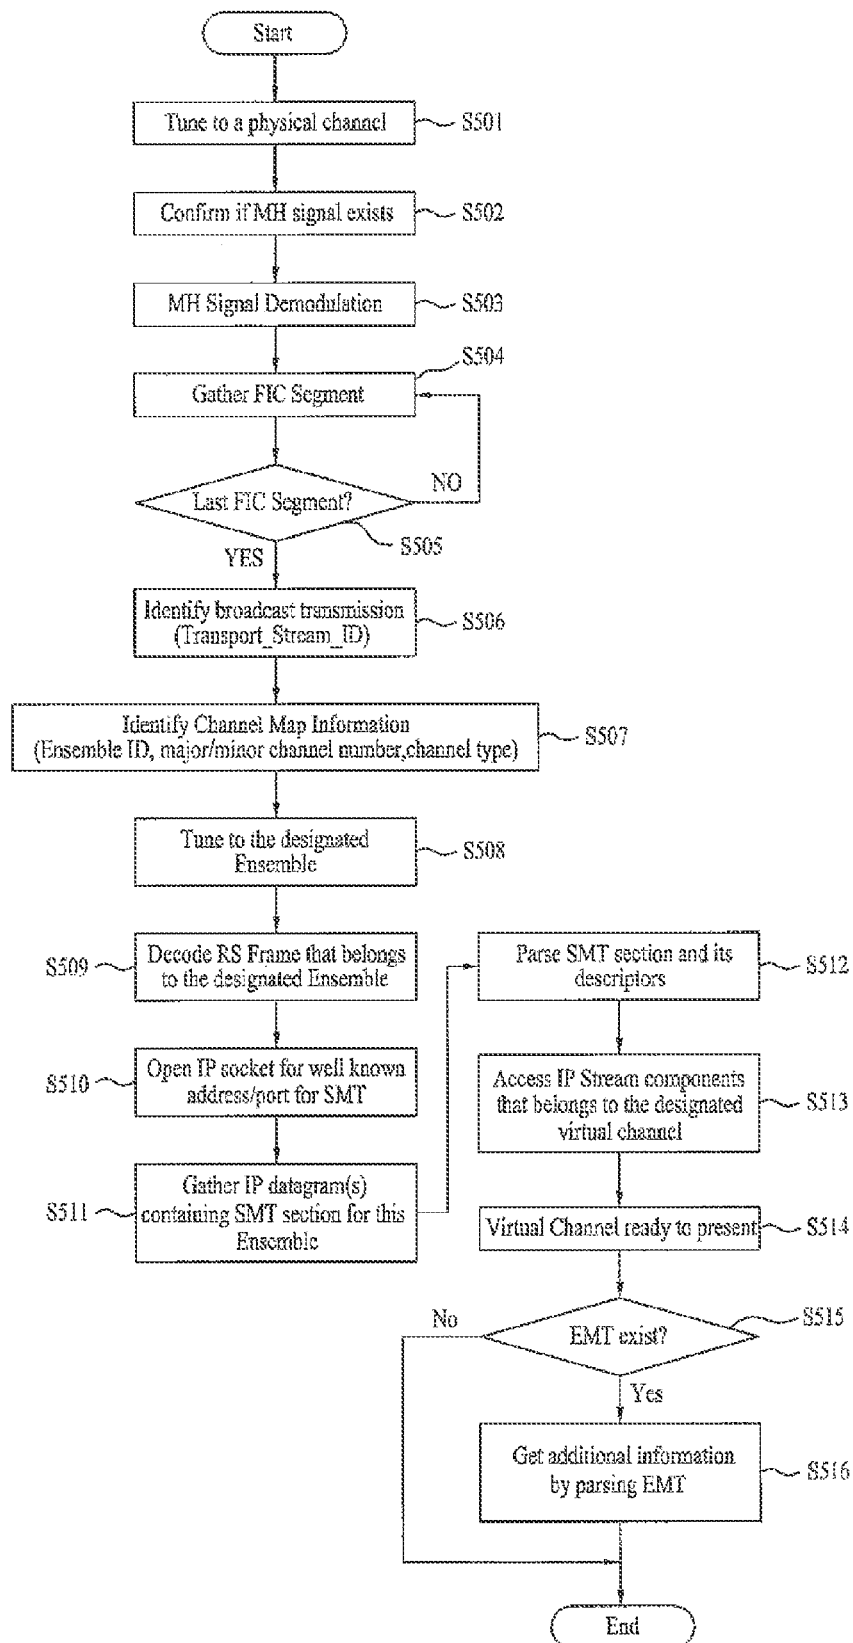 Start
Tune to a physical channel
S501
Confirm if MH signal exists
S502
MH Signal Demodulation
S503
S504
Gather FIC Segment
NO
Last FIC Segment?
S505
YES
Identify broadcast transmission
(Transport_Stream_ID)
S506
Identify Channel Map Information
(Ensemble ID, major/minor channel number,channel type)
S507
Tune to the designated
Ensemble
S508
S509
Decode RS Frame that belongs
to the designated Ensemble
S510
Open IP socket for well known
address/port for SMT
S511
Gather IP datagram(s)
containing SMT section for this
Ensemble
Parse SMT section and its
descriptors
S512
Access IP Stream components
that belongs to the designated
virtual channel
S513
Virtual Channel ready to present
S514
No
EMT exist?
S515
Yes
Get additional information
by parsing EMT
S516
End